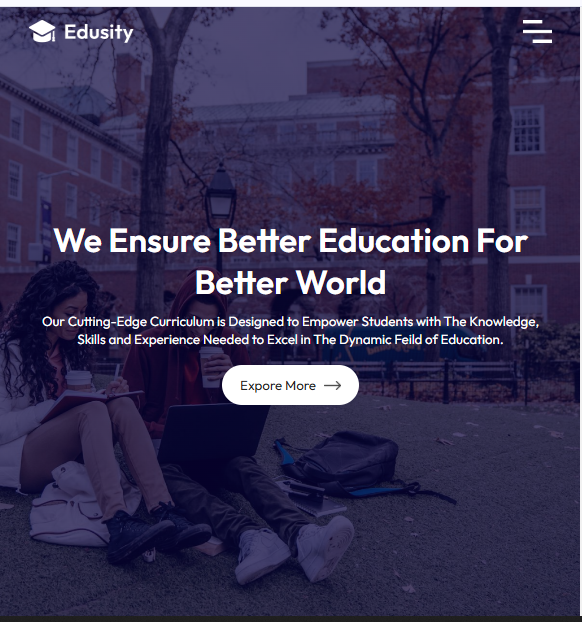 Edusity
We Ensure Better Education For
Better World
Our Cutting-Edge Curriculum is Designed to Empower Students with The Knowledge,
Skills and Experience Needed to Excel in The Dynamic Feild of Education.
Expore More